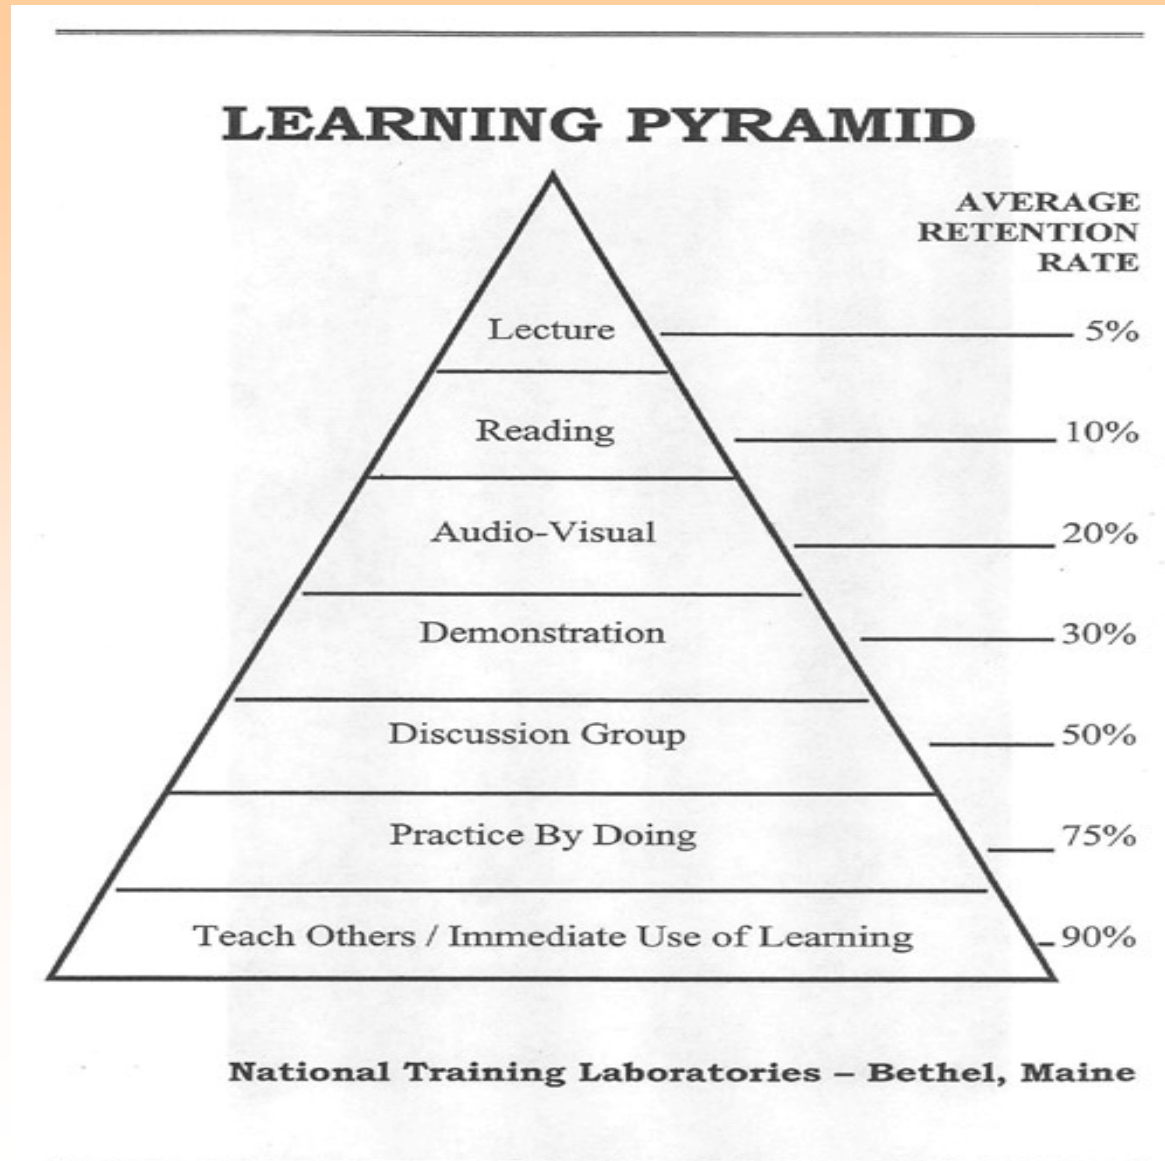 LEARNING PYRAMID
AVERAGE
RETENTION
RATE
Lecture 5%
Reading 10%
Audio-Visual 20%
Demonstration 30%
Discussion Group 50%
Practice By Doing 75%
Teach Others / Immediate Use of Learning 90%
National Training Laboratories – Bethel, Maine